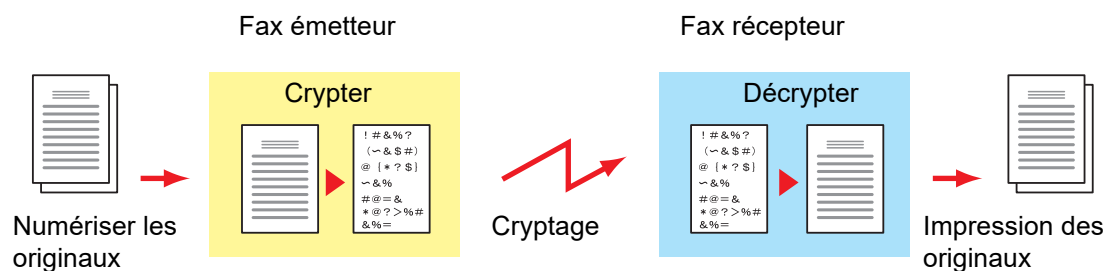 Fax émetteur
Fax récepteur
Crypter
Décrypter
! # & % ?
( ∽ & $ # )
@ { * ? $ }
∽ & %
# @ = &
* @ ? > % #
& % =
! # & % ?
( ∽ & $ # )
@ { * ? $ }
∽ & %
# @ = &
* @ ? > % #
& % =
Numériser les
originaux
Cryptage
Impression des
originaux